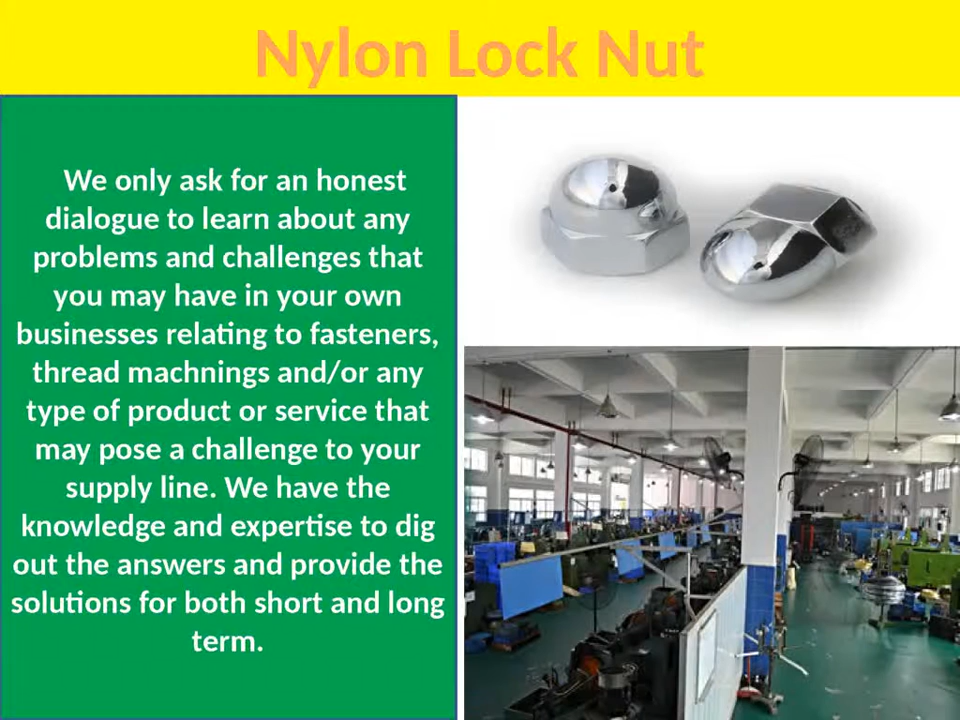 Nylon Lock Nut
We only ask for an honest
dialogue to learn about any
problems and challenges that
you may have in your own
businesses relating to fasteners,
thread machnings and/or any
type of product or service that
may pose a challenge to your
supply line. We have the
knowledge and expertise to dig
out the answers and provide the
solutions for both short and long
term.